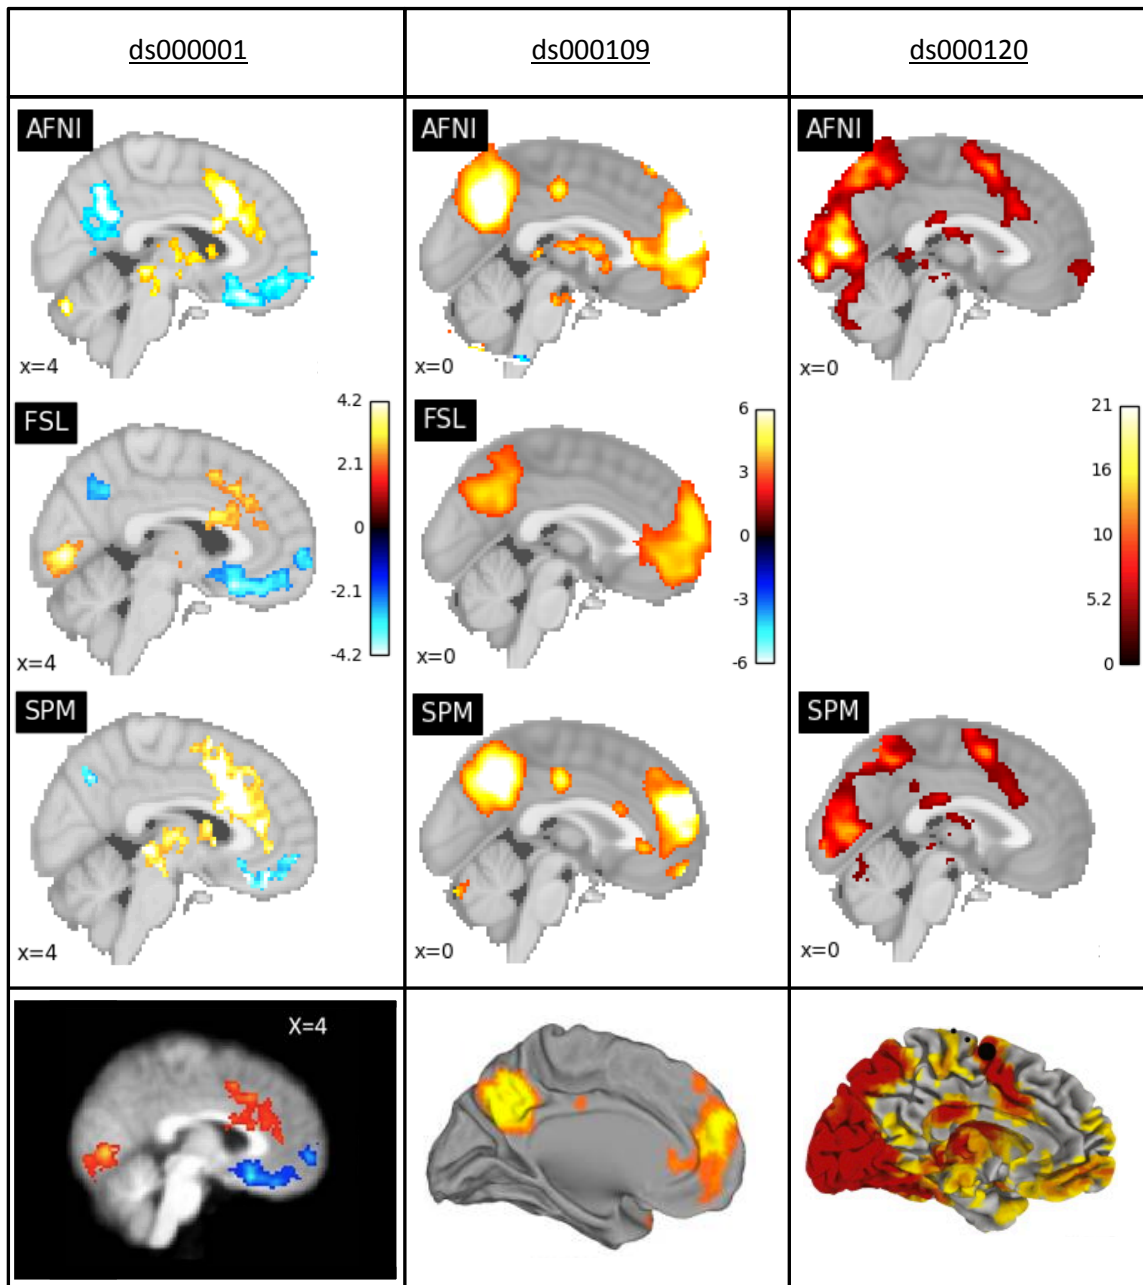 ds000001 ds000109 ds000120
AFNI AFNI AFNI
x=4 x=0 x=0
FSL 4.2 FSL 6 21
2.1 3 16
0 0 10
-2.1 -3 5.2
-4.2 -6 0
x=4 x=0
SPM SPM SPM
x=4 x=0 x=0
X=4